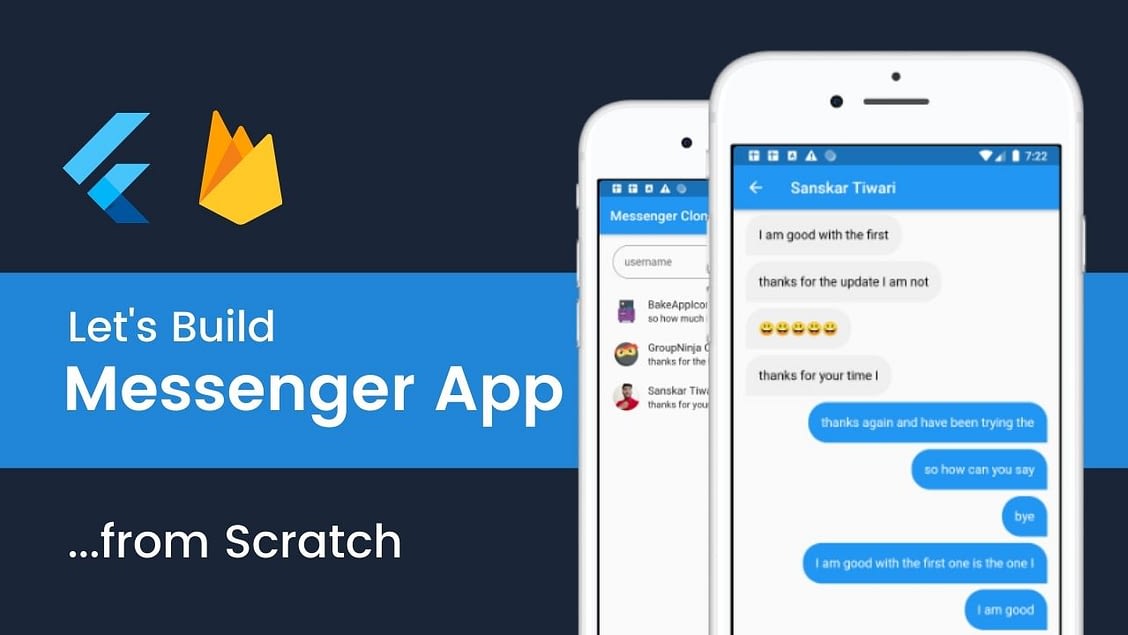 Let's Build
Messenger App
...from Scratch
Messenger Clon
username
BakeAppIco
so how much
GroupNinja
thanks for the
Sanskar Tiwa
thanks for you
7:22
Sanskar Tiwari
I am good with the first
thanks for the update I am not
😀😀😀😀😀
thanks for your time I
thanks again and have been trying the
so how can you say
bye
I am good with the first one is the one I
I am good